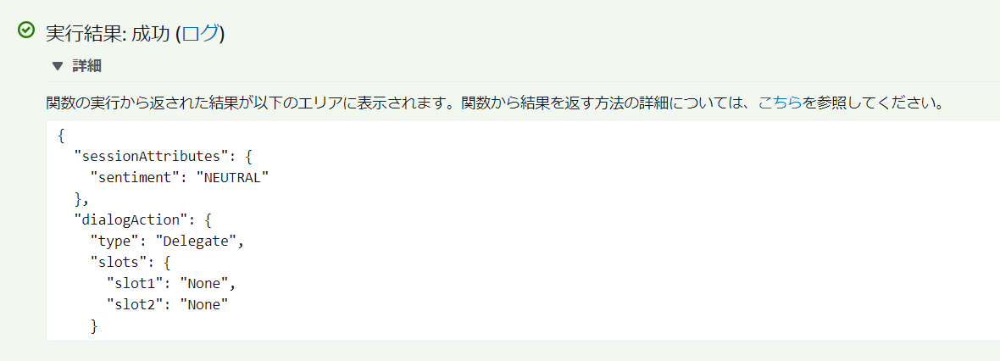 実行結果: 成功 (ログ)
▼ 詳細
関数の実行から返された結果が以下のエリアに表示されます。関数から結果を返す方法の詳細については、こちらを参照してください。
{
  "sessionAttributes": {
    "sentiment": "NEUTRAL"
  },
  "dialogAction": {
    "type": "Delegate",
    "slots": {
      "slot1": "None",
      "slot2": "None"
    }